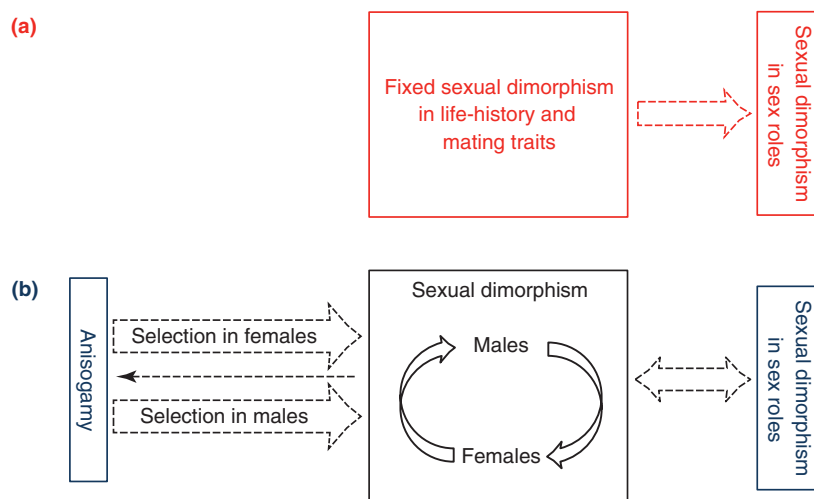 (a)
Fixed sexual dimorphism
in life-history and
mating traits
Sexual dimorphism
in sex roles
(b)
Anisogamy
Selection in females
Selection in males
Sexual dimorphism
Males
Females
Sexual dimorphism
in sex roles